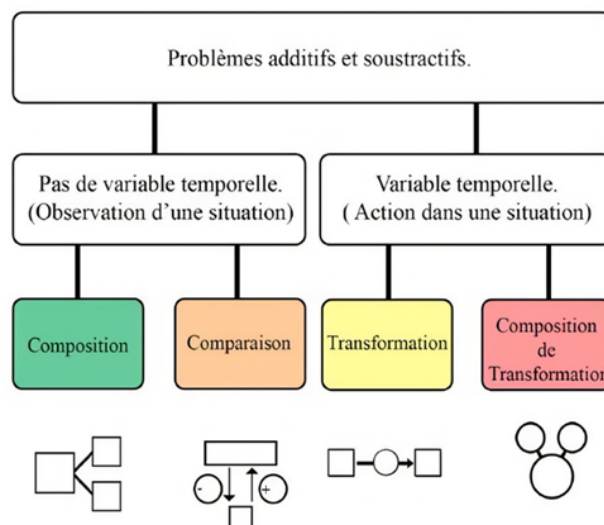 Problèmes additifs et soustractifs.
Pas de variable temporelle.
(Observation d'une situation)
Variable temporelle.
( Action dans une situation)
Composition
Comparaison
Transformation
Composition
de
Transformation
-
+